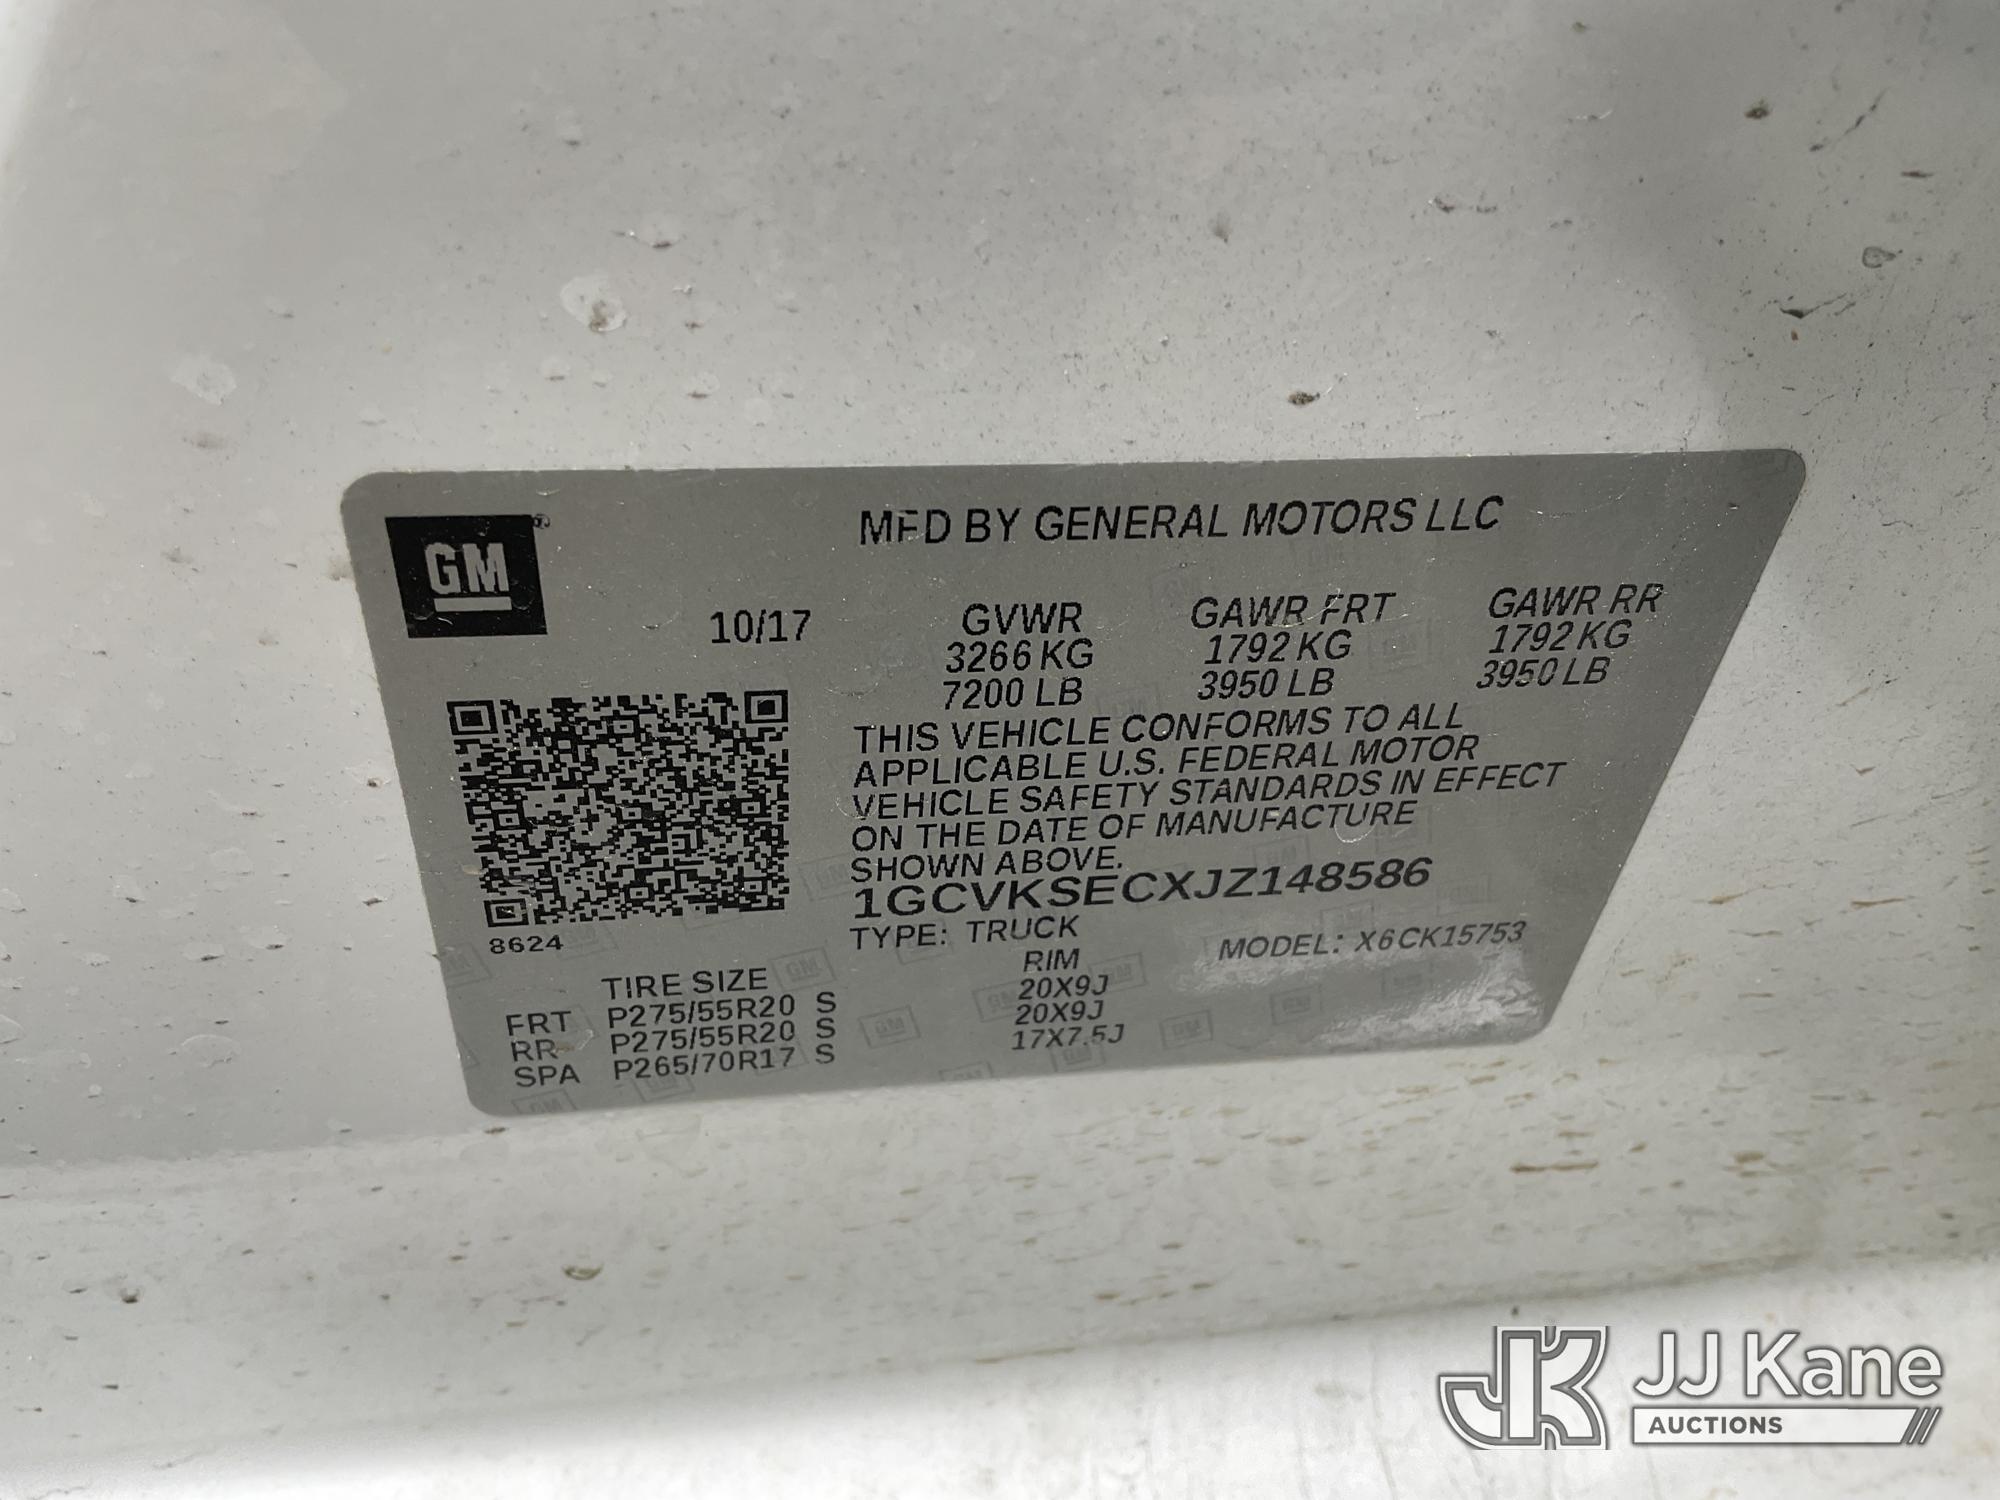 GM®
MFD BY GENERAL MOTORS LLC
10/17
GVWR GAWR FRT GAWR RR
3266 KG 1792 KG 1792 KG
7200 LB 3950 LB 3950 LB
THIS VEHICLE CONFORMS TO ALL
APPLICABLE U.S. FEDERAL MOTOR
VEHICLE SAFETY STANDARDS IN EFFECT
ON THE DATE OF MANUFACTURE
SHOWN ABOVE.
1GCVKSECXJZ148586
TYPE: TRUCK MODEL: X6CK15753
8624
TIRE SIZE RIM
FRT P275/55R20 S 20X9J
RR P275/55R20 S 20X9J
SPA P265/70R17 S 17X7.5J
JK JJ Kane
AUCTIONS